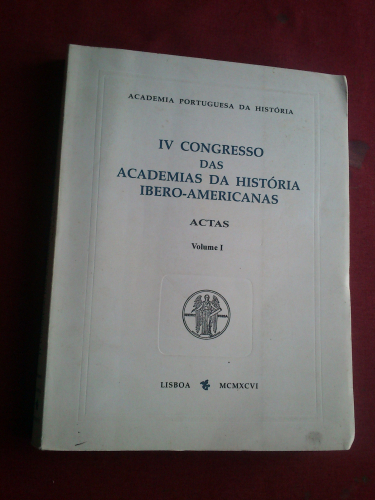 ACADEMIA PORTUGUESA DA HISTÓRIA
IV CONGRESSO
DAS
ACADEMIAS DA HISTÓRIA
IBERO-AMERICANAS
ACTAS
Volume I
LISBOA MCMXCVI